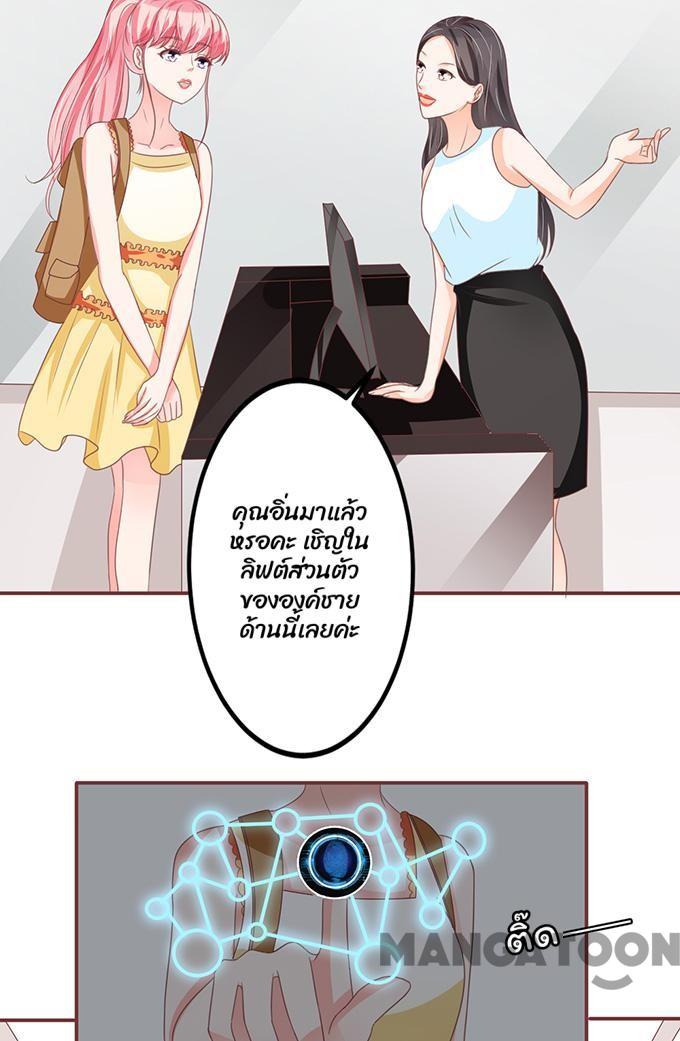 คุณอิ่นมาแล้ว
หรอคะ เชิญใน
ลิฟต์ส่วนตัว
ขององค์ชาย
ด้านนี้เลยค่ะ
ติ๊ด
MANGATOON